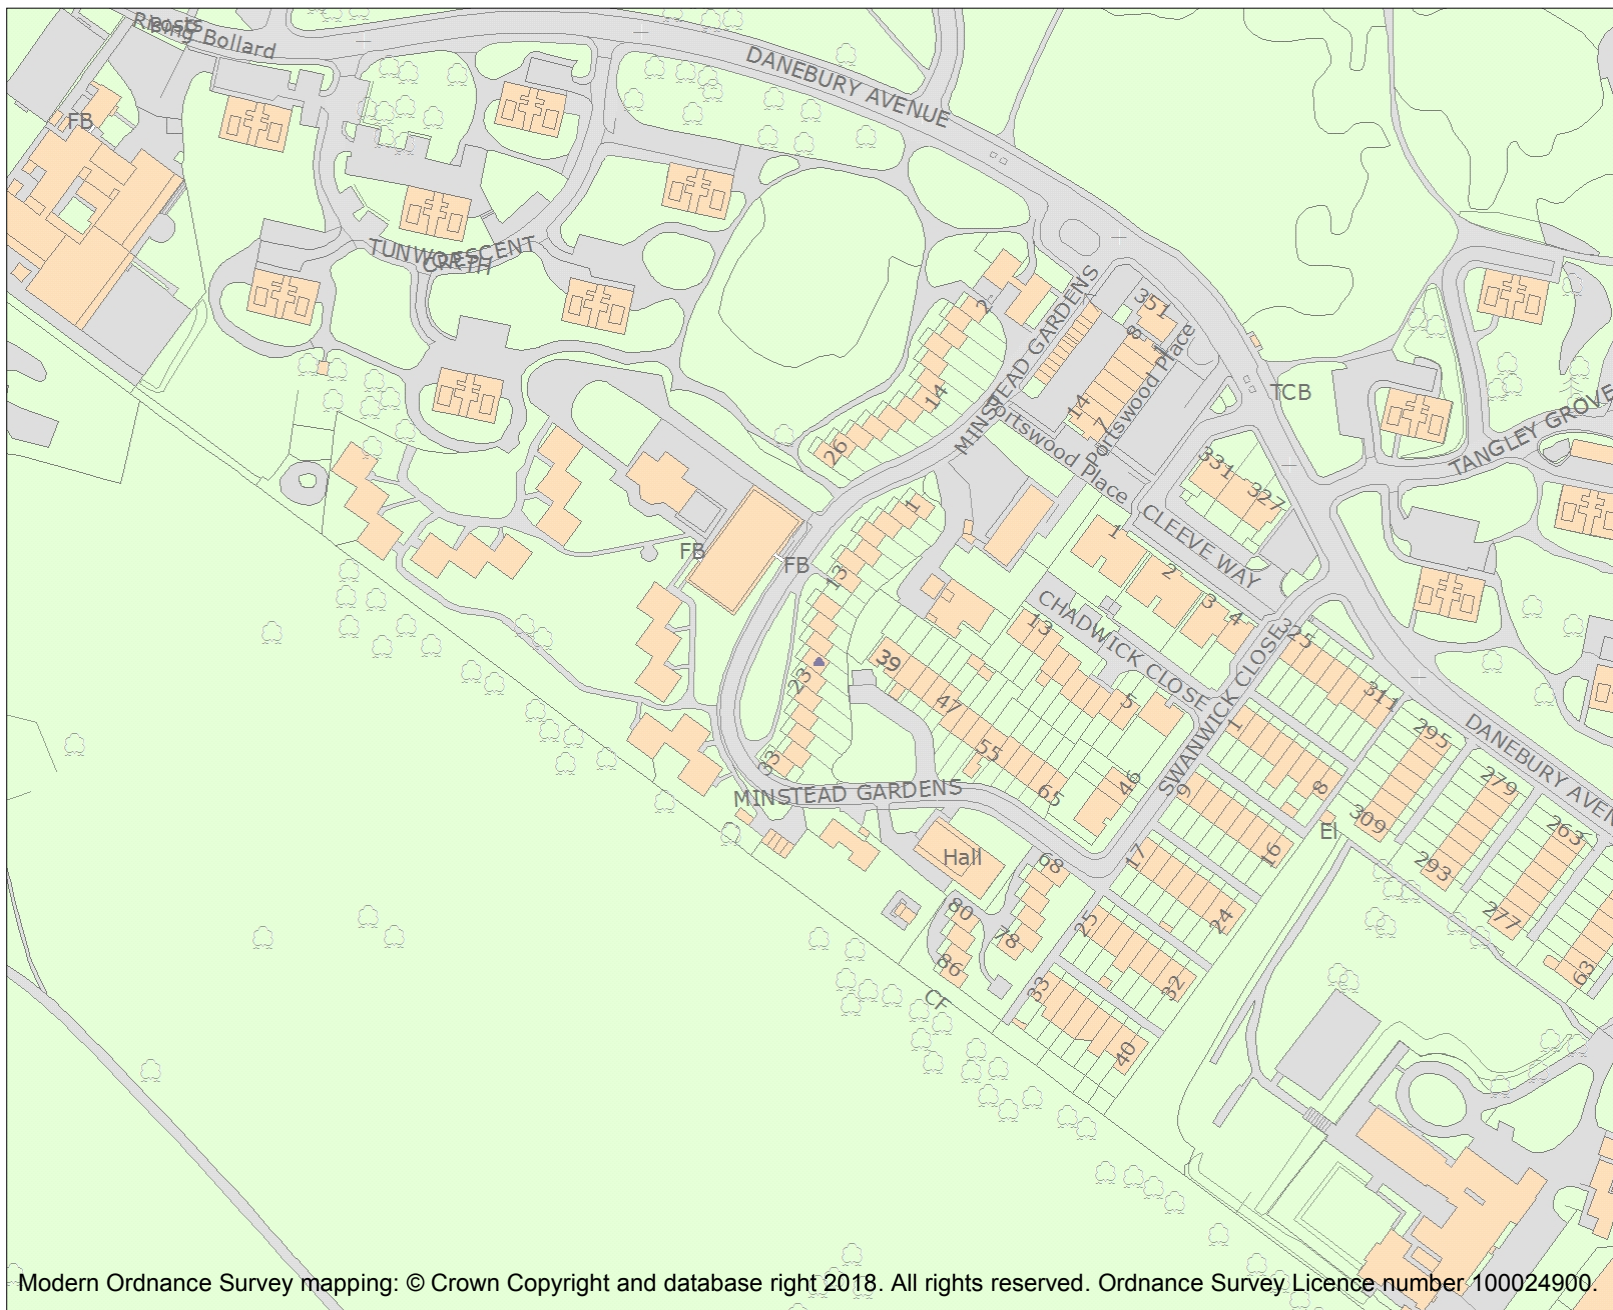 Rising Bollard
Posts
DANEBURY AVENUE
FB
TUNWORTH
CRESCENT
2
14
26
MINSTEAD GARDENS
351
8
1
14
7
Portswood Place
Portswood Place
TCB
TANGLEY GROVE
331
327
CLEEVE WAY
1
2
3
4
FB
FB
1
13
23
33
CHADWICK CLOSE
13
5
39
47
55
65
46
SWANWICK CLOSE
325
311
DANEBURY AVEN
295
309
279
293
263
277
63
1
8
El
9
16
17
24
25
32
33
40
MINSTEAD GARDENS
Hall
68
78
80
86
CF
Modern Ordnance Survey mapping: © Crown Copyright and database right 2018. All rights reserved. Ordnance Survey Licence number 100024900.